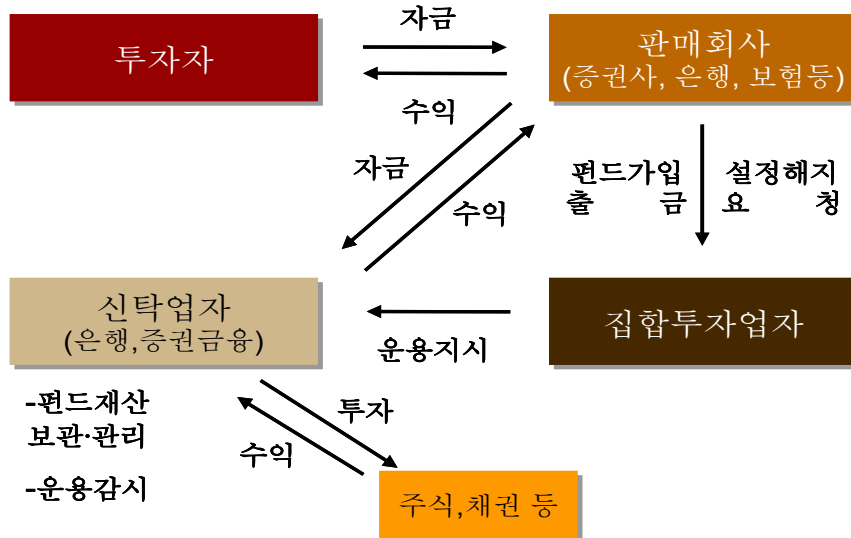 투자자
자금
수익
판매회사
(증권사, 은행, 보험등)
자금
수익
펀드가입
출 금
설정해지
요 청
신탁업자
(은행,증권금융)
운용지시
집합투자업자
-펀드재산
보관·관리
-운용감시
투자
수익
주식,채권 등